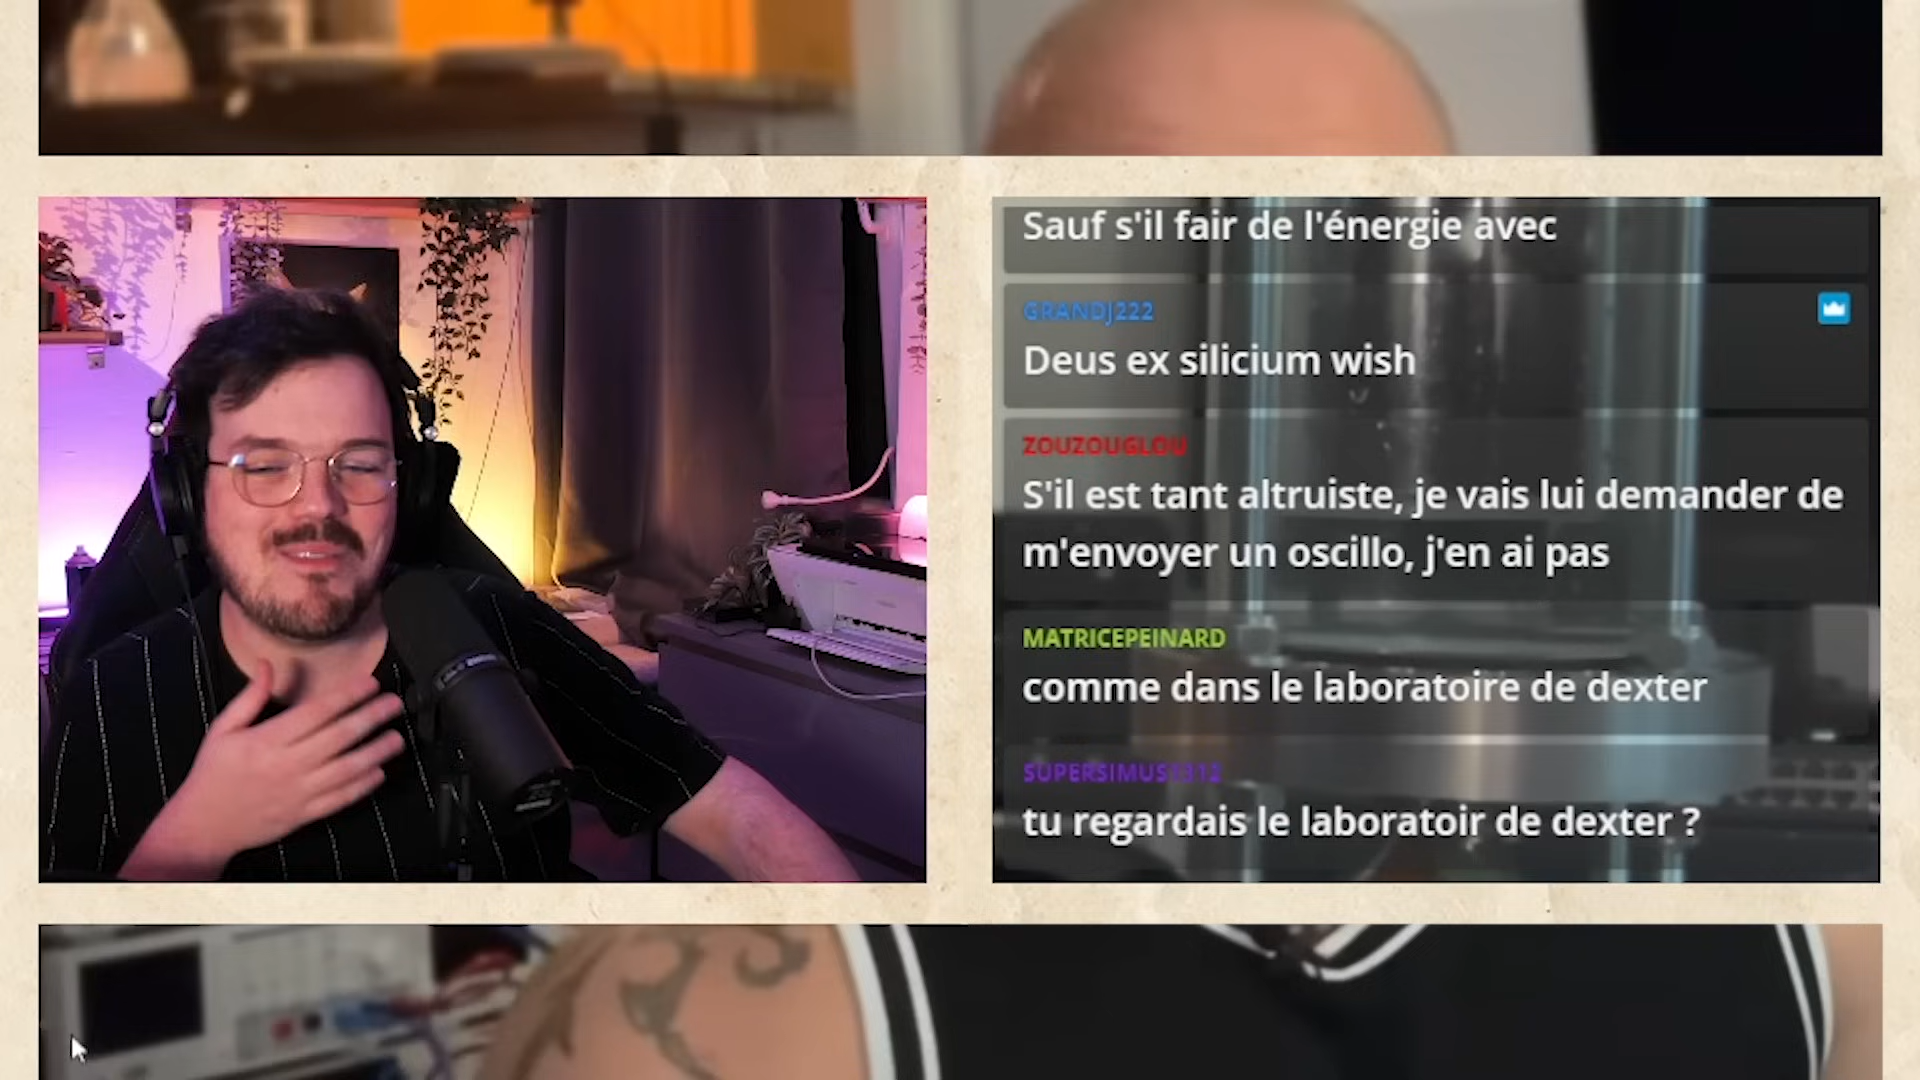 Sauf s'il fair de l'énergie avec
GRANDJ222
Deus ex silicium wish
ZOUZOUGLOU
S'il est tant altruiste, je vais lui demander de
m'envoyer un oscillo, j'en ai pas
MATRICEPEINARD
comme dans le laboratoire de dexter
SUPERSIMUS1312
tu regardais le laboratoir de dexter ?